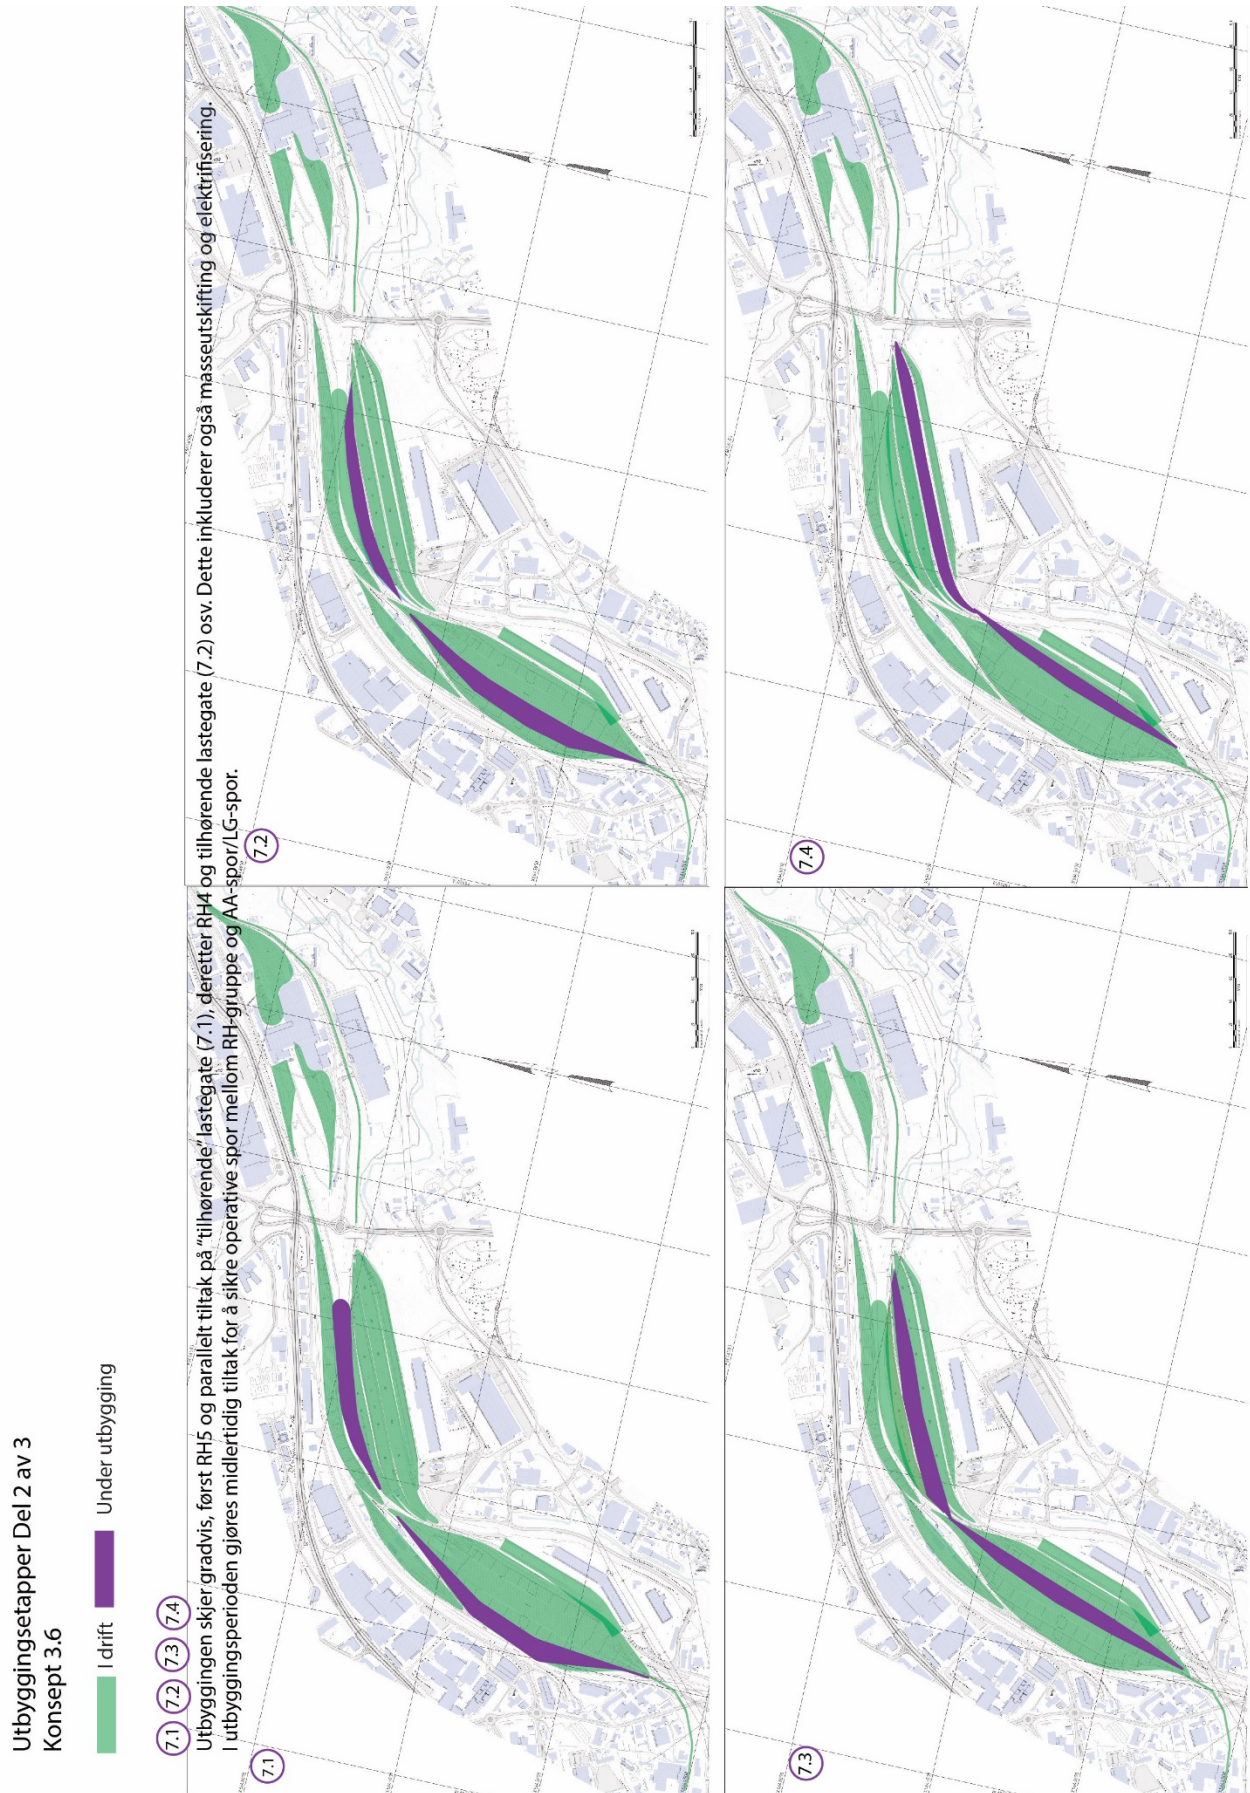 Utbyggingsetapper Del 2 av 3
Konsept 3.6
I drift
Under utbygging
7.1 7.2 7.3 7.4
Utbyggingen skjer gradvis, først RH5 og parallelt tiltak på "tilhørende" lastegate (7.1), deretter RH4 og tilhørende lastegate (7.2) osv. Dette inkluderer også masseutskifting og elektrifisering.
I utbyggingsperioden gjøres midlertidig tiltak for å sikre operative spor mellom RH-gruppe og AA-spor/LG-spor.
7.1
7.2
7.3
7.4